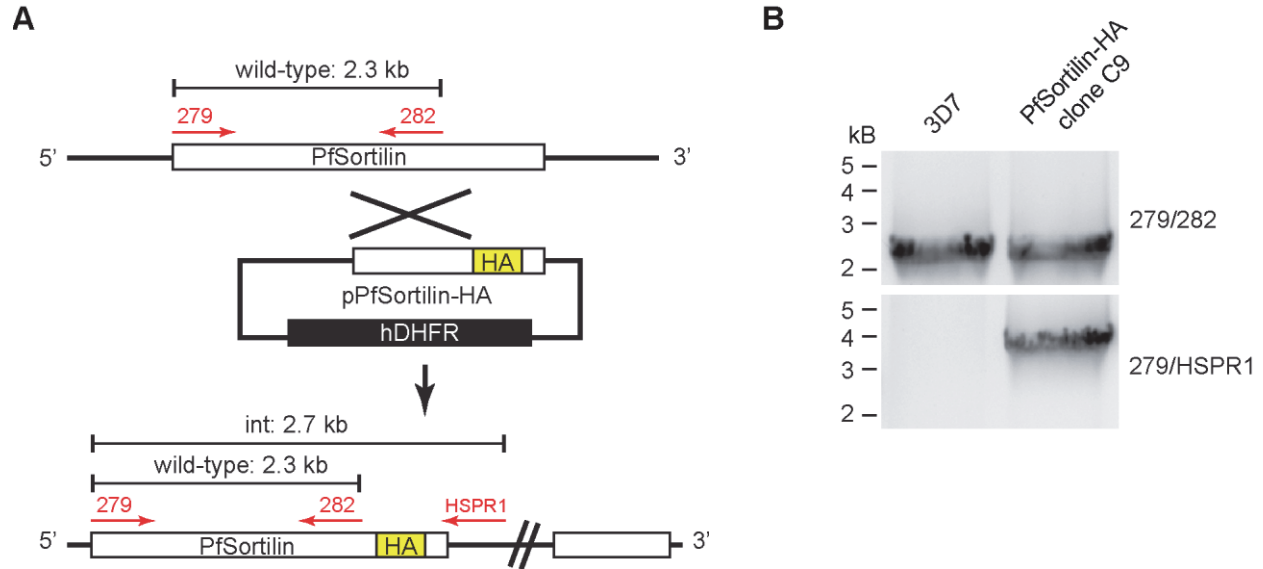 A
wild-type: 2.3 kb
279 282
5’ PfSortilin 3’
HA
pPfSortilin-HA
hDHFR
int: 2.7 kb
wild-type: 2.3 kb
279 282 HSPR1
5’ PfSortilin HA 3’
B
3D7
PfSortilin-HA
clone C9
kB
5
4
3
2
279/282
5
4
3
2
279/HSPR1